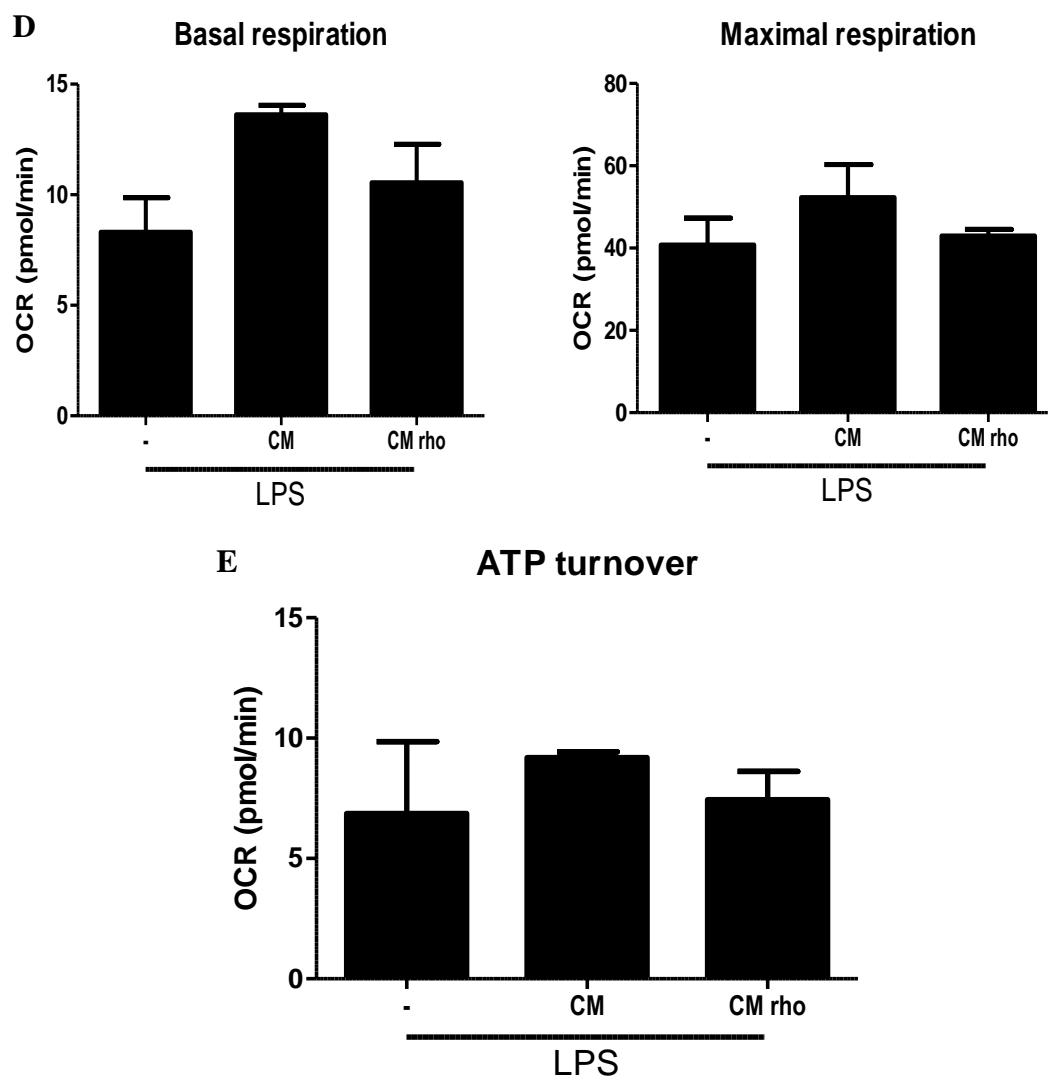 D
Basal respiration
OCR (pmol/min)
15
10
5
0
- CM CM rho
LPS
Maximal respiration
OCR (pmol/min)
80
60
40
20
0
- CM CM rho
LPS
E
ATP turnover
OCR (pmol/min)
15
10
5
0
- CM CM rho
LPS